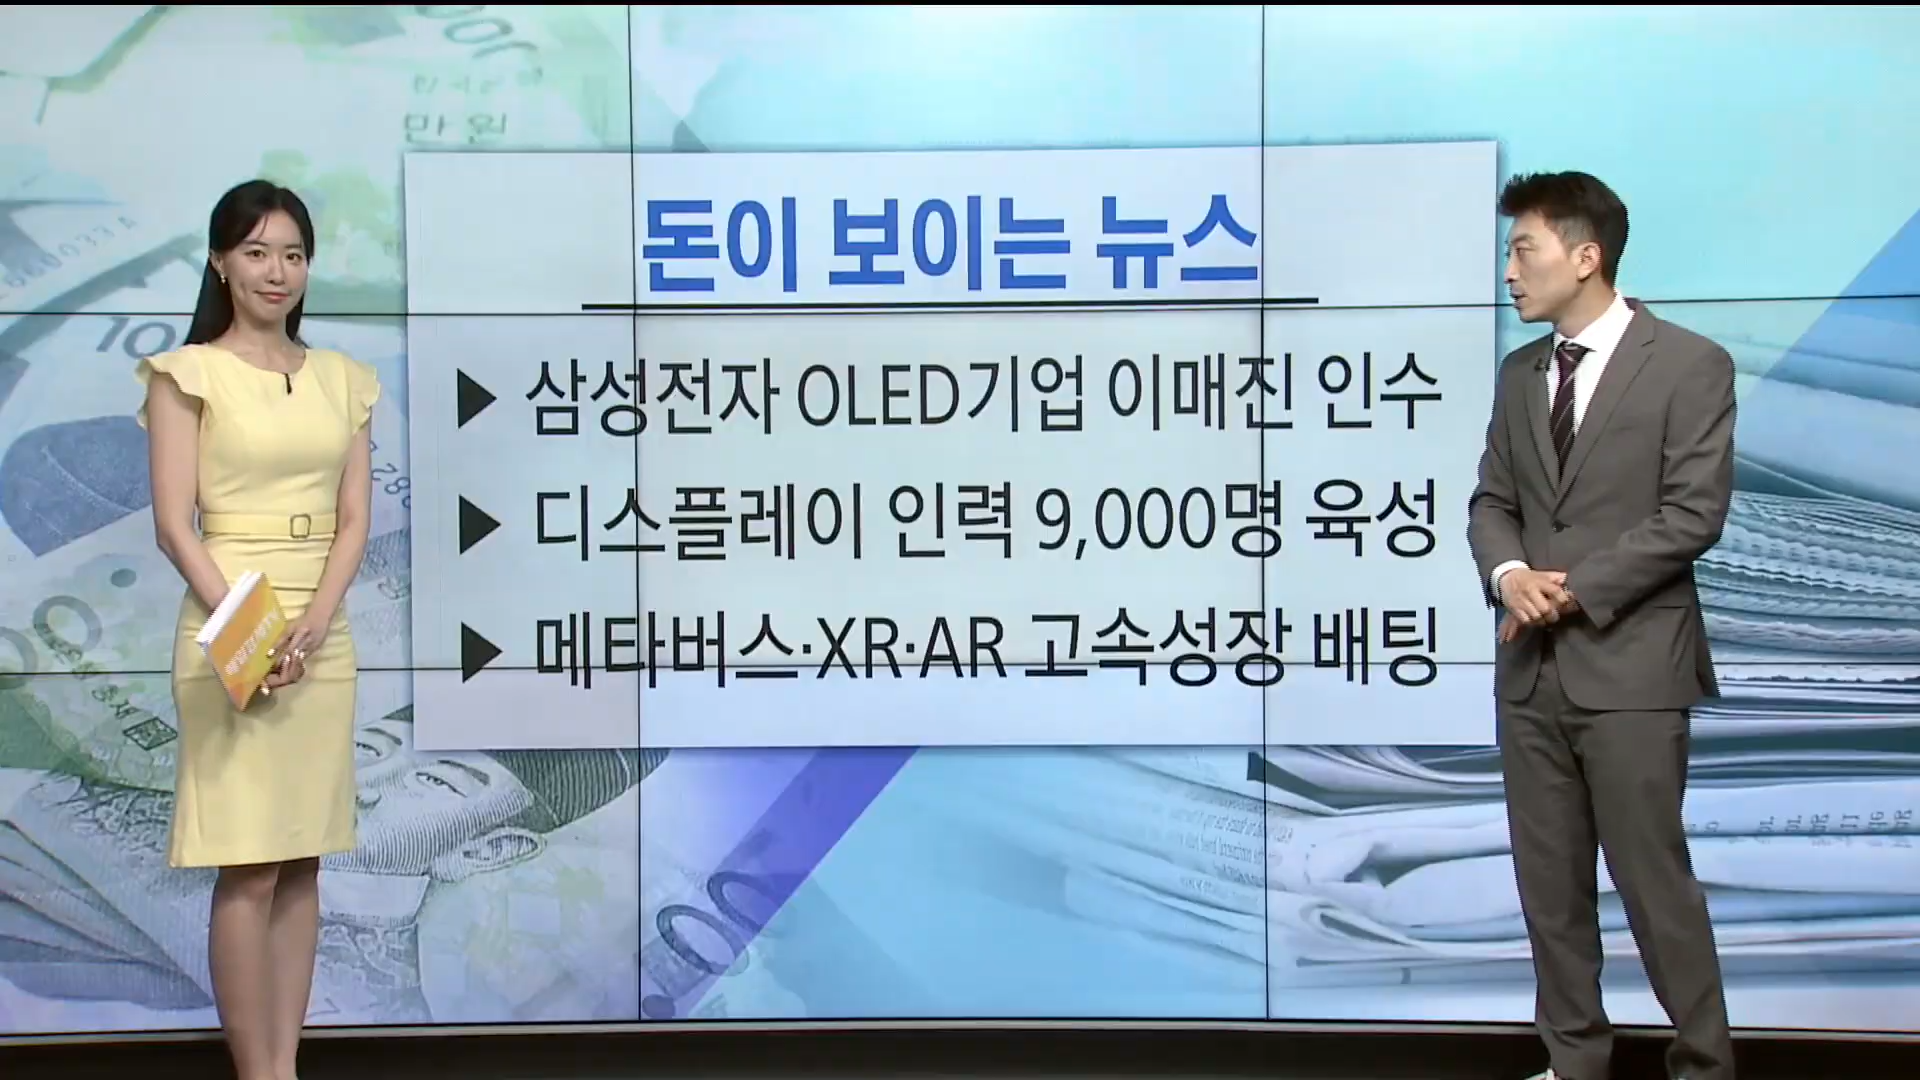 만 원
돈이 보이는 뉴스
▶ 삼성전자 OLED기업 이매진 인수
▶ 디스플레이 인력 9,000명 육성
▶ 메타버스·XR·AR 고속성장 배팅